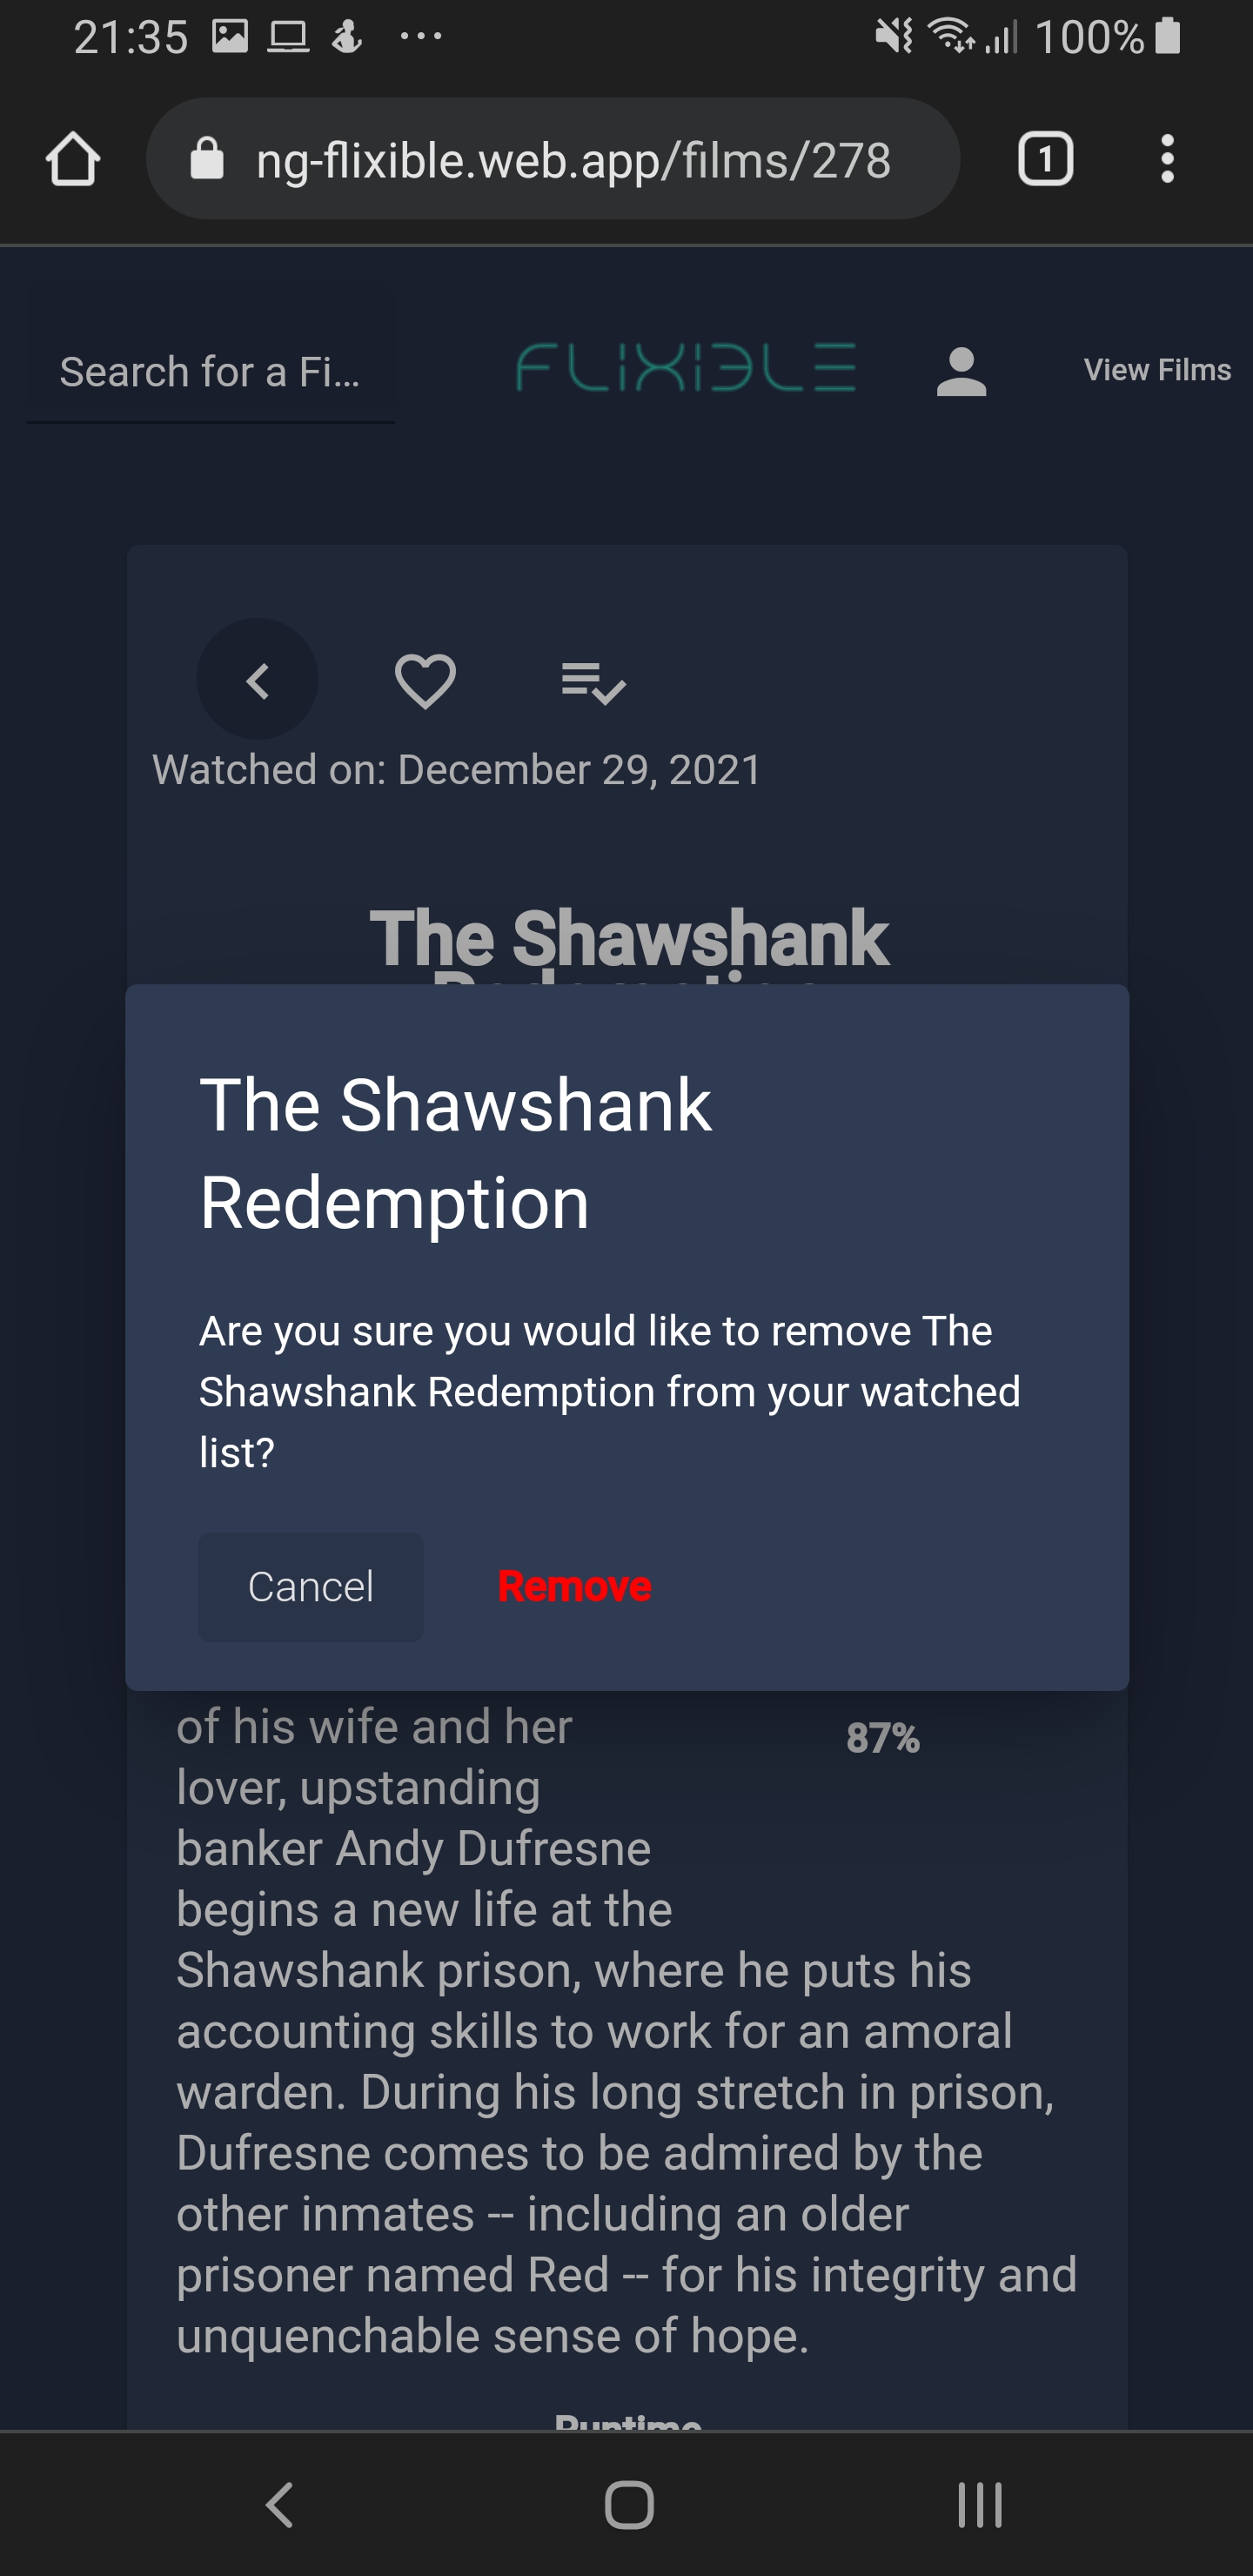 21:35
100%
ng-flixible.web.app/films/278
1
Search for a Fi...
FLIXIBLE
View Films
Watched on: December 29, 2021
The Shawshank
Redemption
The Shawshank
Redemption
Are you sure you would like to remove The
Shawshank Redemption from your watched
list?
Cancel
Remove
of his wife and her
87%
lover, upstanding
banker Andy Dufresne
begins a new life at the
Shawshank prison, where he puts his
accounting skills to work for an amoral
warden. During his long stretch in prison,
Dufresne comes to be admired by the
other inmates -- including an older
prisoner named Red -- for his integrity and
unquenchable sense of hope.
Runtime